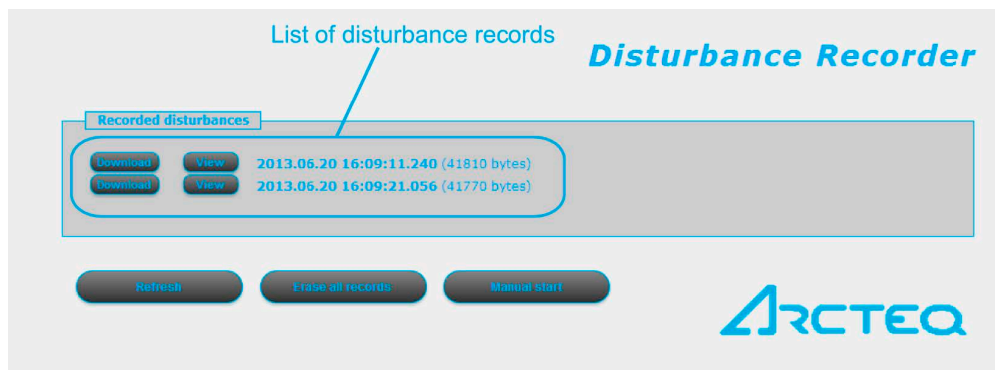 List of disturbance records
Disturbance Recorder
Recorded disturbances
Download View 2013.06.20 16:09:11.240 (41810 bytes)
Download View 2013.06.20 16:09:21.056 (41770 bytes)
Refresh Erase all records Manual start
ARCTEQ